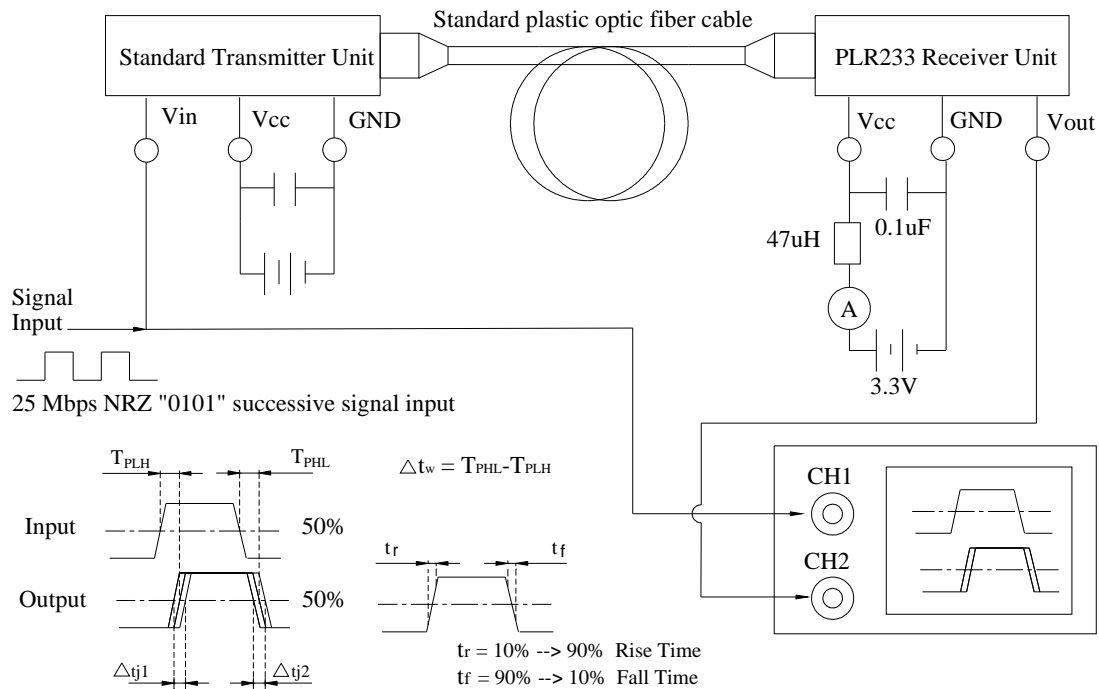 Standard plastic optic fiber cable
Standard Transmitter Unit
PLR233 Receiver Unit
Vin
Vcc
GND
Vcc
GND
Vout
47uH
0.1uF
A
3.3V
Signal
Input
25 Mbps NRZ "0101" successive signal input
TPLH
TPHL
△tw = TPHL-TPLH
Input
50%
Output
50%
tr
tf
△tj1
△tj2
tr = 10% --> 90% Rise Time
tf = 90% --> 10% Fall Time
CH1
CH2